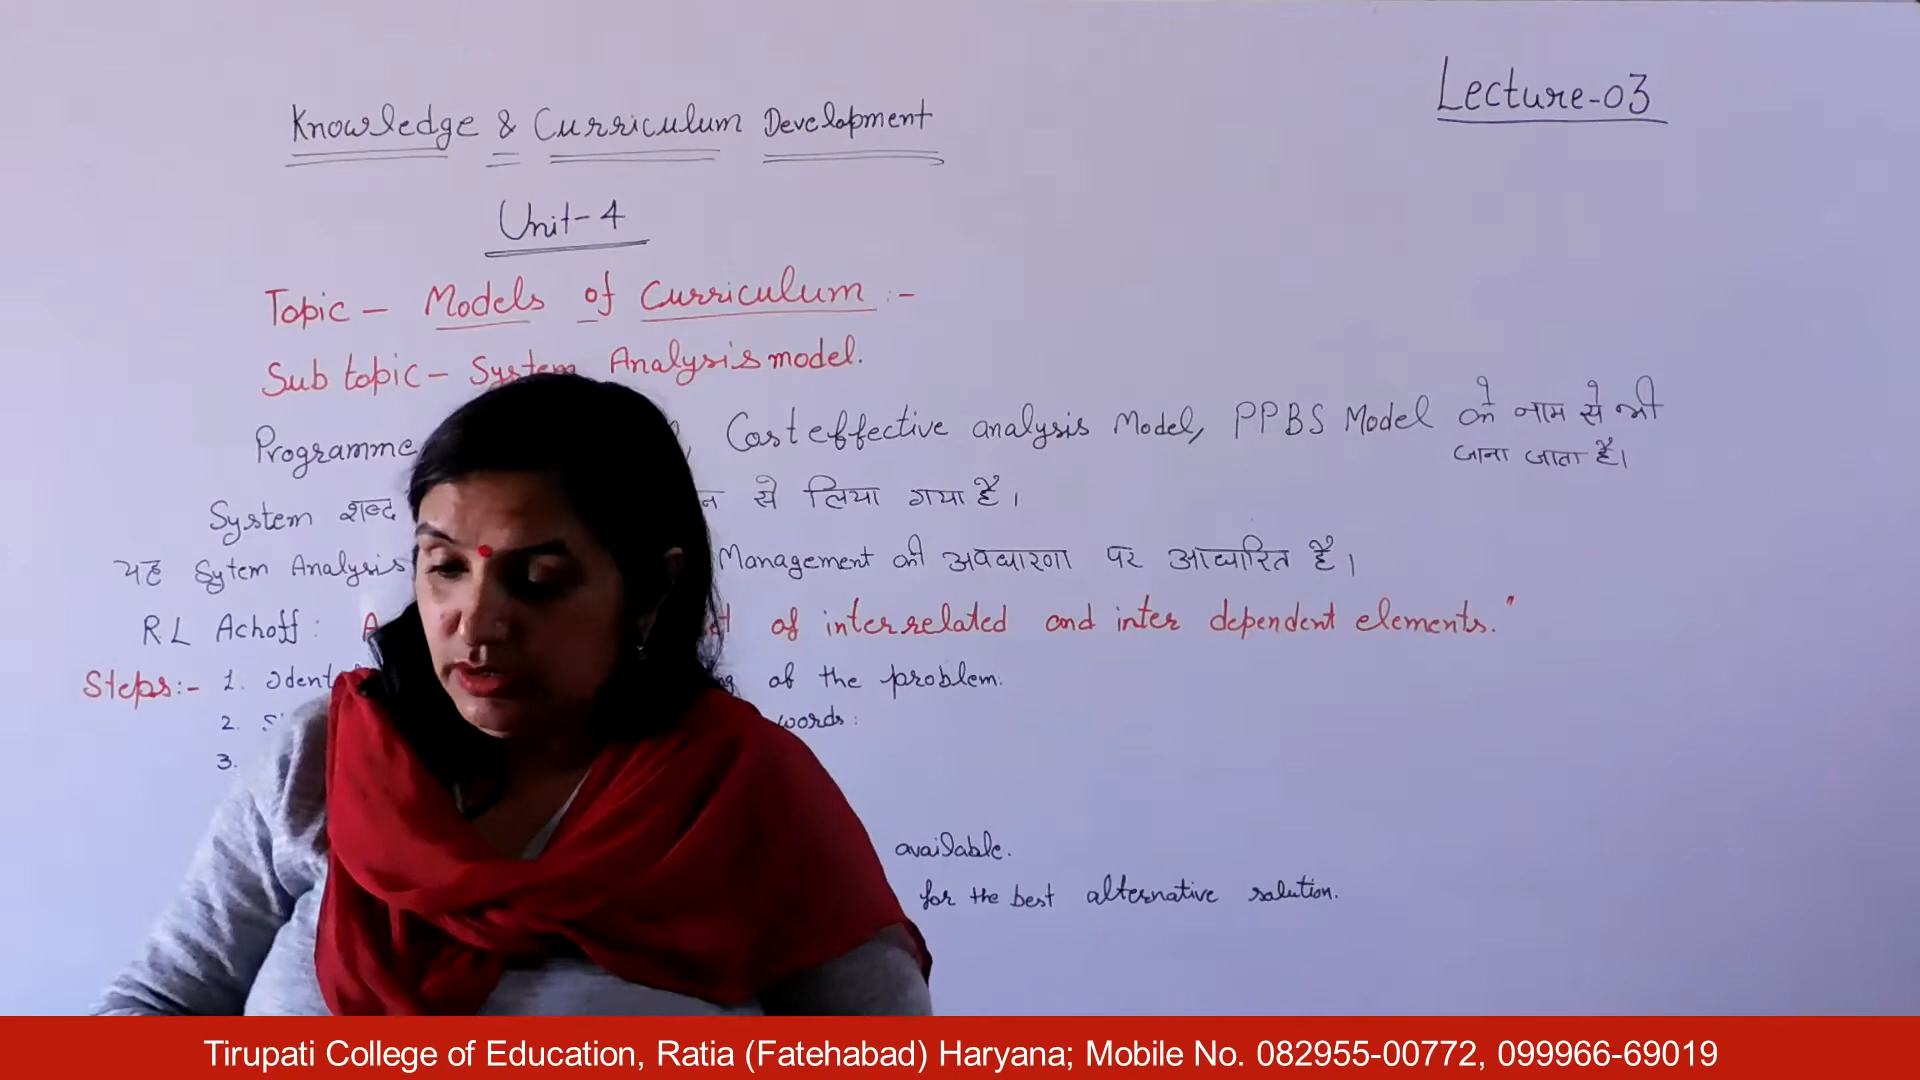 Lecture-03
Knowledge & Curriculum Development
Unit-4
Topic - Models of Curriculum :-
Sub topic - System Analysis model.
Programme Cost effective analysis Model, PPBS Model के नाम से भी
जाना जाता है।
System शब्द से लिया गया है।
यह Sytem Analysis Management की अवधारणा पर आधारित है।
R L Achoff : A of interrelated and inter dependent elements."
Steps:- 1. of the problem.
2. words:
3.
available.
for the best alternative solution.
Tirupati College of Education, Ratia (Fatehabad) Haryana; Mobile No. 082955-00772, 099966-69019